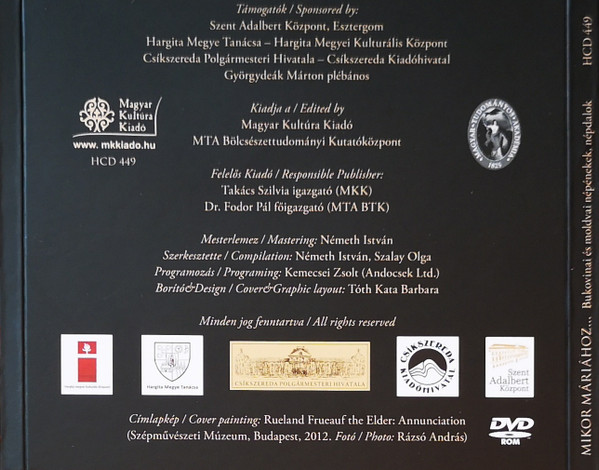 Támogatók / Sponsored by:
Szent Adalbert Központ, Esztergom
Hargita Megye Tanácsa – Hargita Megyei Kulturális Központ
Csíkszereda Polgármesteri Hivatala – Csíkszereda Kiadóhivatal
Györgydeák Márton plébános
Magyar
Kultúra
Kiadó
www.mkkiado.hu
HCD 449
Kiadja a / Edited by
Magyar Kultúra Kiadó
MTA Bölcsészettudományi Kutatóközpont
MAGYAR TUDOMÁNYOS AKADÉMIA
1825
Felelős Kiadó / Responsible Publisher:
Takács Szilvia igazgató (MKK)
Dr. Fodor Pál főigazgató (MTA BTK)
Mesterlemez / Mastering: Németh István
Szerkesztette / Compilation: Németh István, Szalay Olga
Programozás / Programing: Kemecsei Zsolt (Andocsek Ltd.)
Borító&Design / Cover&Graphic layout: Tóth Kata Barbara
Minden jog fenntartva / All rights reserved
Hargita Megye Tanácsa
CSÍKSZEREDA POLGÁRMESTERI HIVATALA
CSÍKSZEREDA
KIADÓHIVATAL
Szent
Adalbert
Központ
Címlapkép / Cover painting: Rueland Frueauf the Elder: Annunciation
(Szépművészeti Múzeum, Budapest, 2012. Fotó / Photo: Rázsó András)
DVD
ROM
MIKOR MÁRIÁHOZ... Bukovinai és moldvai népénekek, népdalok HCD 449